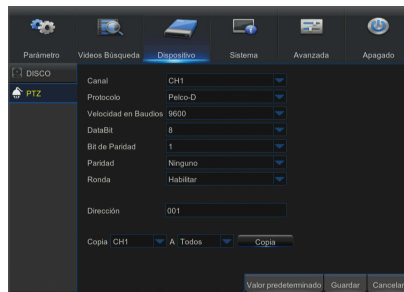 Parámetro Videos Búsqueda Dispositivo Sistema Avanzada Apagado
DISCO
PTZ
Canal CH1
Protocolo Pelco-D
Velocidad en Baudios 9600
DataBit 8
Bit de Paridad 1
Paridad Ninguno
Ronda Habilitar
Dirección 001
Copia CH1 A Todos Copia
Valor predeterminado Guardar Cancelar